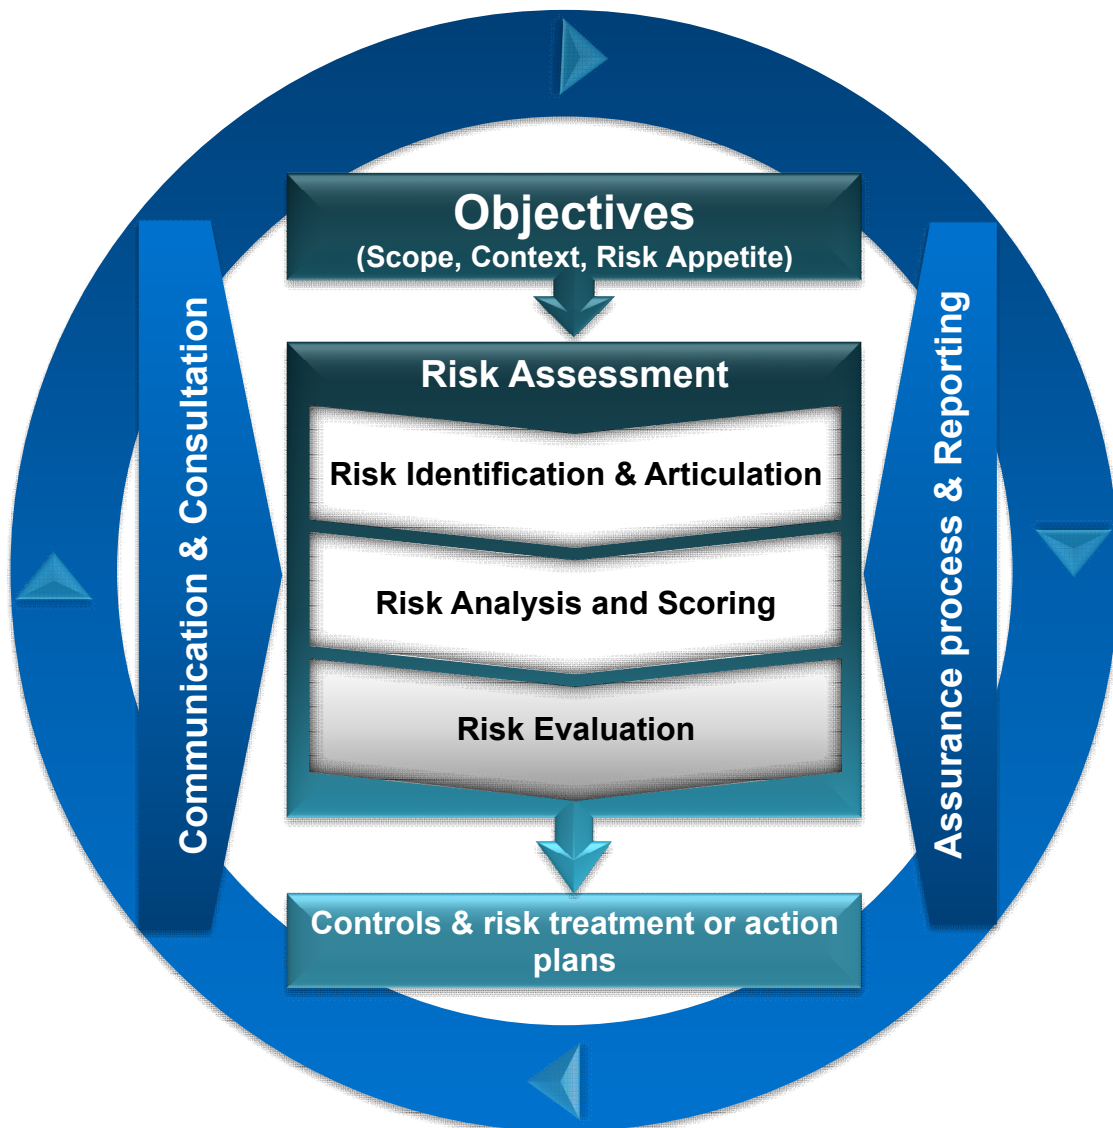 Objectives
(Scope, Context, Risk Appetite)
Communication & Consultation
Risk Assessment
Risk Identification & Articulation
Risk Analysis and Scoring
Risk Evaluation
Assurance process & Reporting
Controls & risk treatment or action
plans